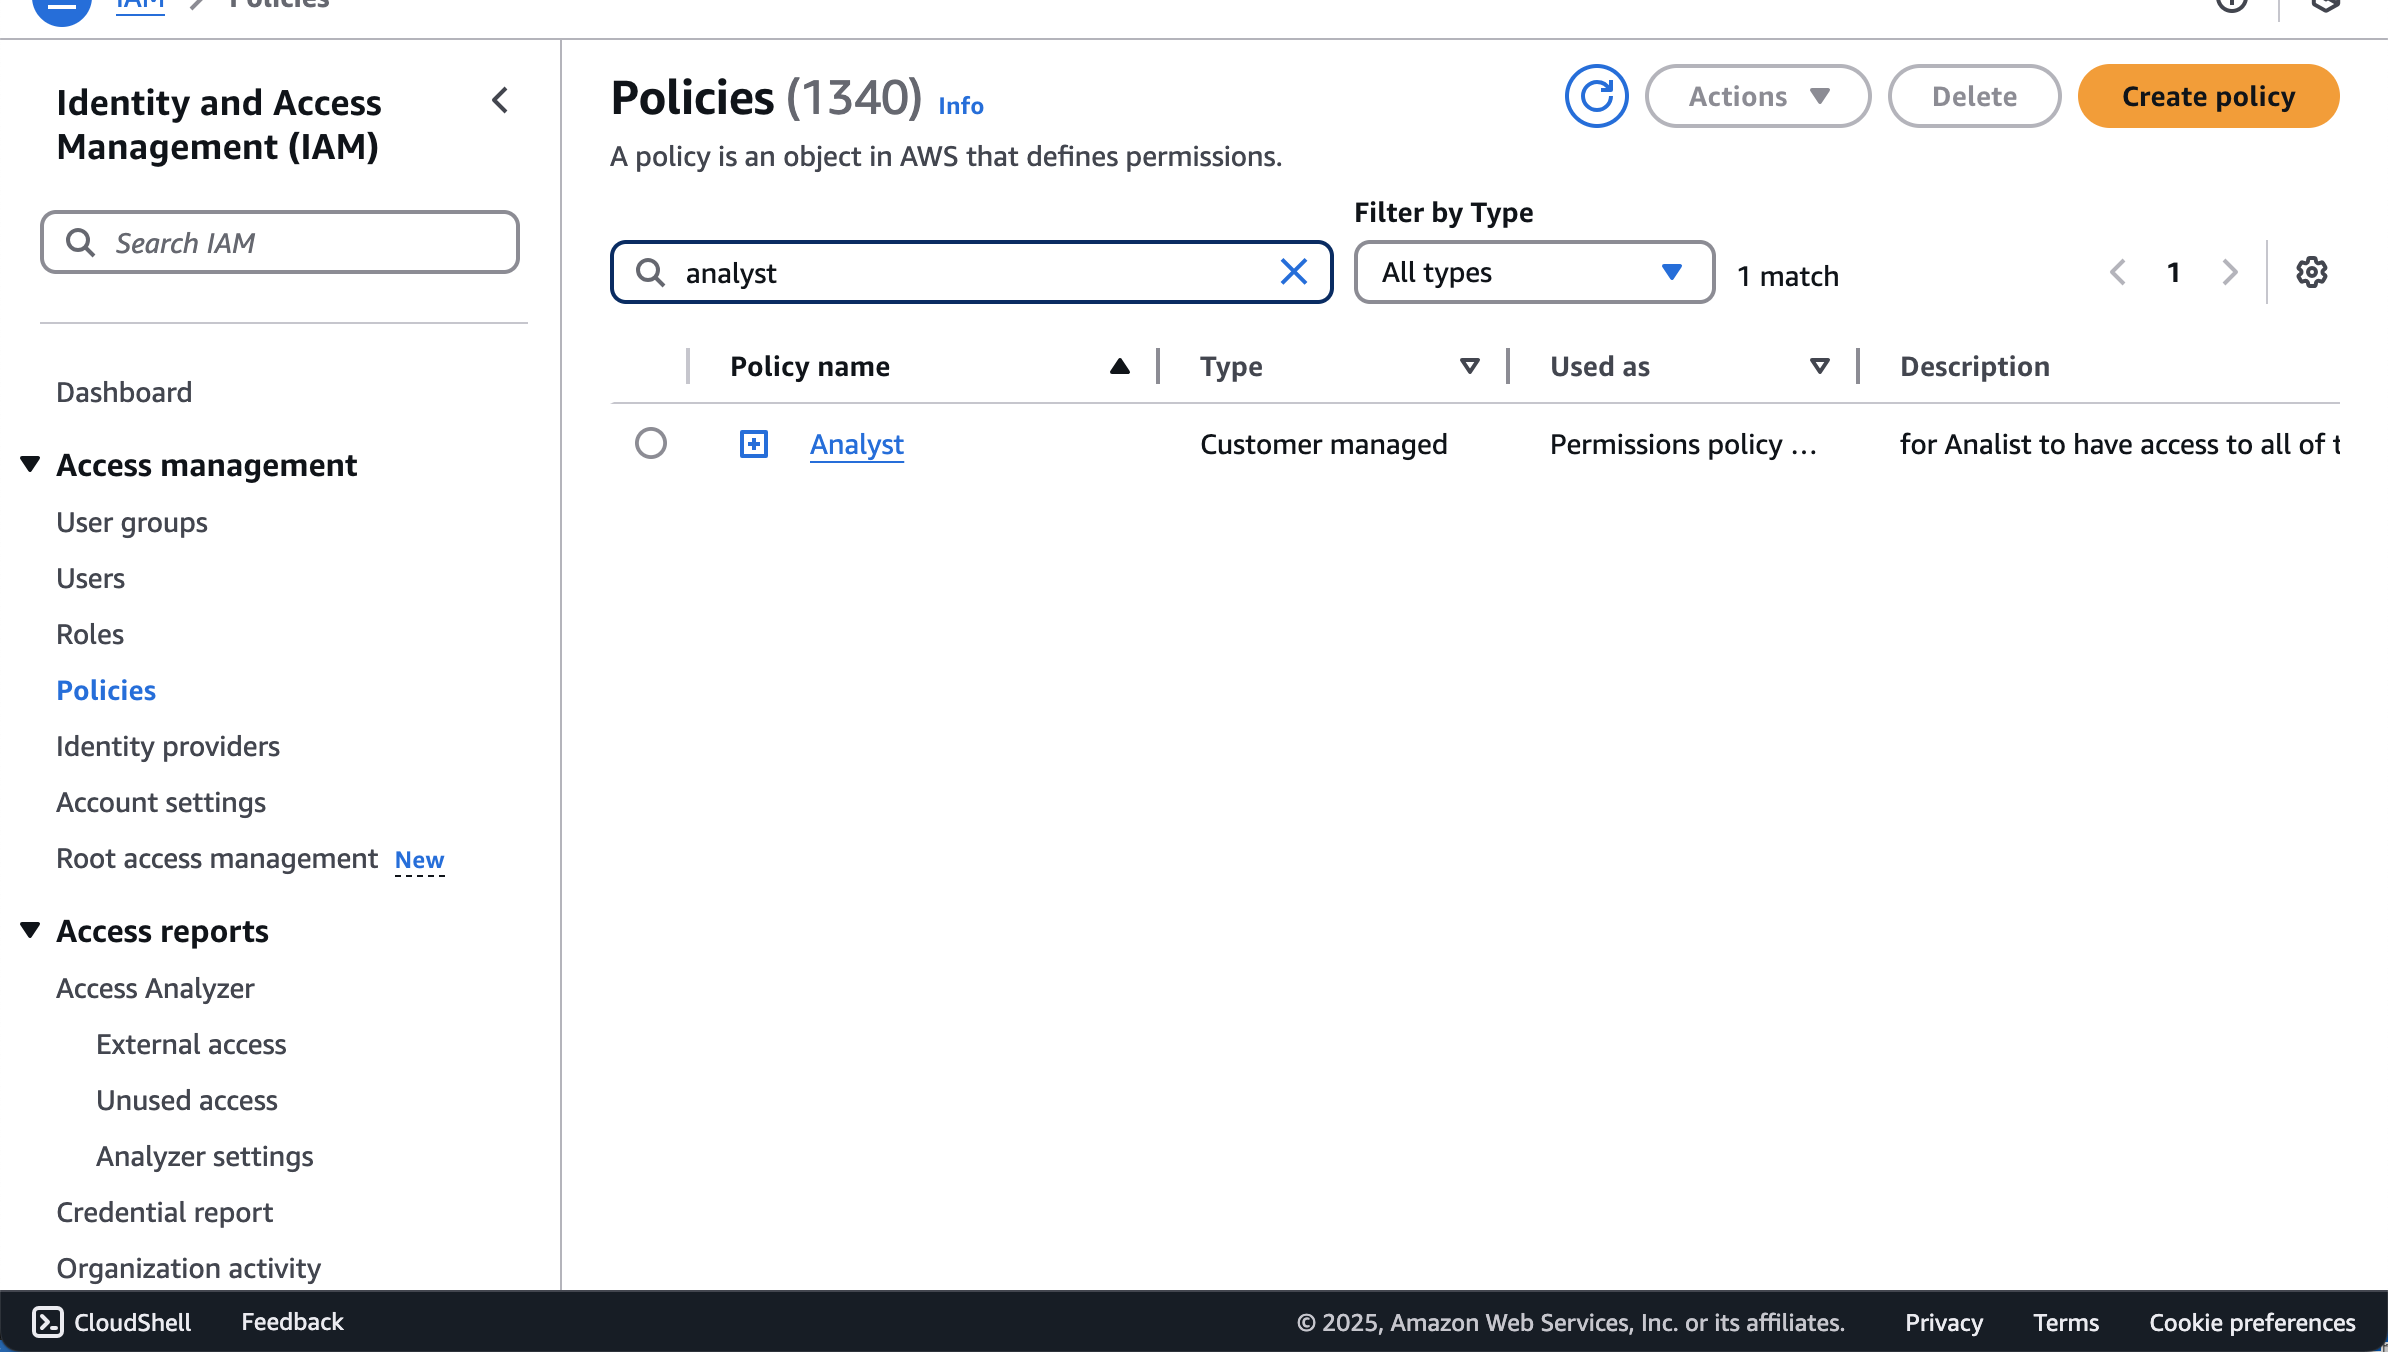 IAM Policies
Identity and Access
Management (IAM)
Search IAM
Dashboard
Access management
User groups
Users
Roles
Policies
Identity providers
Account settings
Root access management New
Access reports
Access Analyzer
External access
Unused access
Analyzer settings
Credential report
Organization activity
Policies (1340) Info
Actions
Delete
Create policy
A policy is an object in AWS that defines permissions.
Filter by Type
analyst
All types
1 match
1
Policy name Type Used as Description
Analyst Customer managed Permissions policy ... for Analist to have access to all of t
CloudShell Feedback © 2025, Amazon Web Services, Inc. or its affiliates. Privacy Terms Cookie preferences